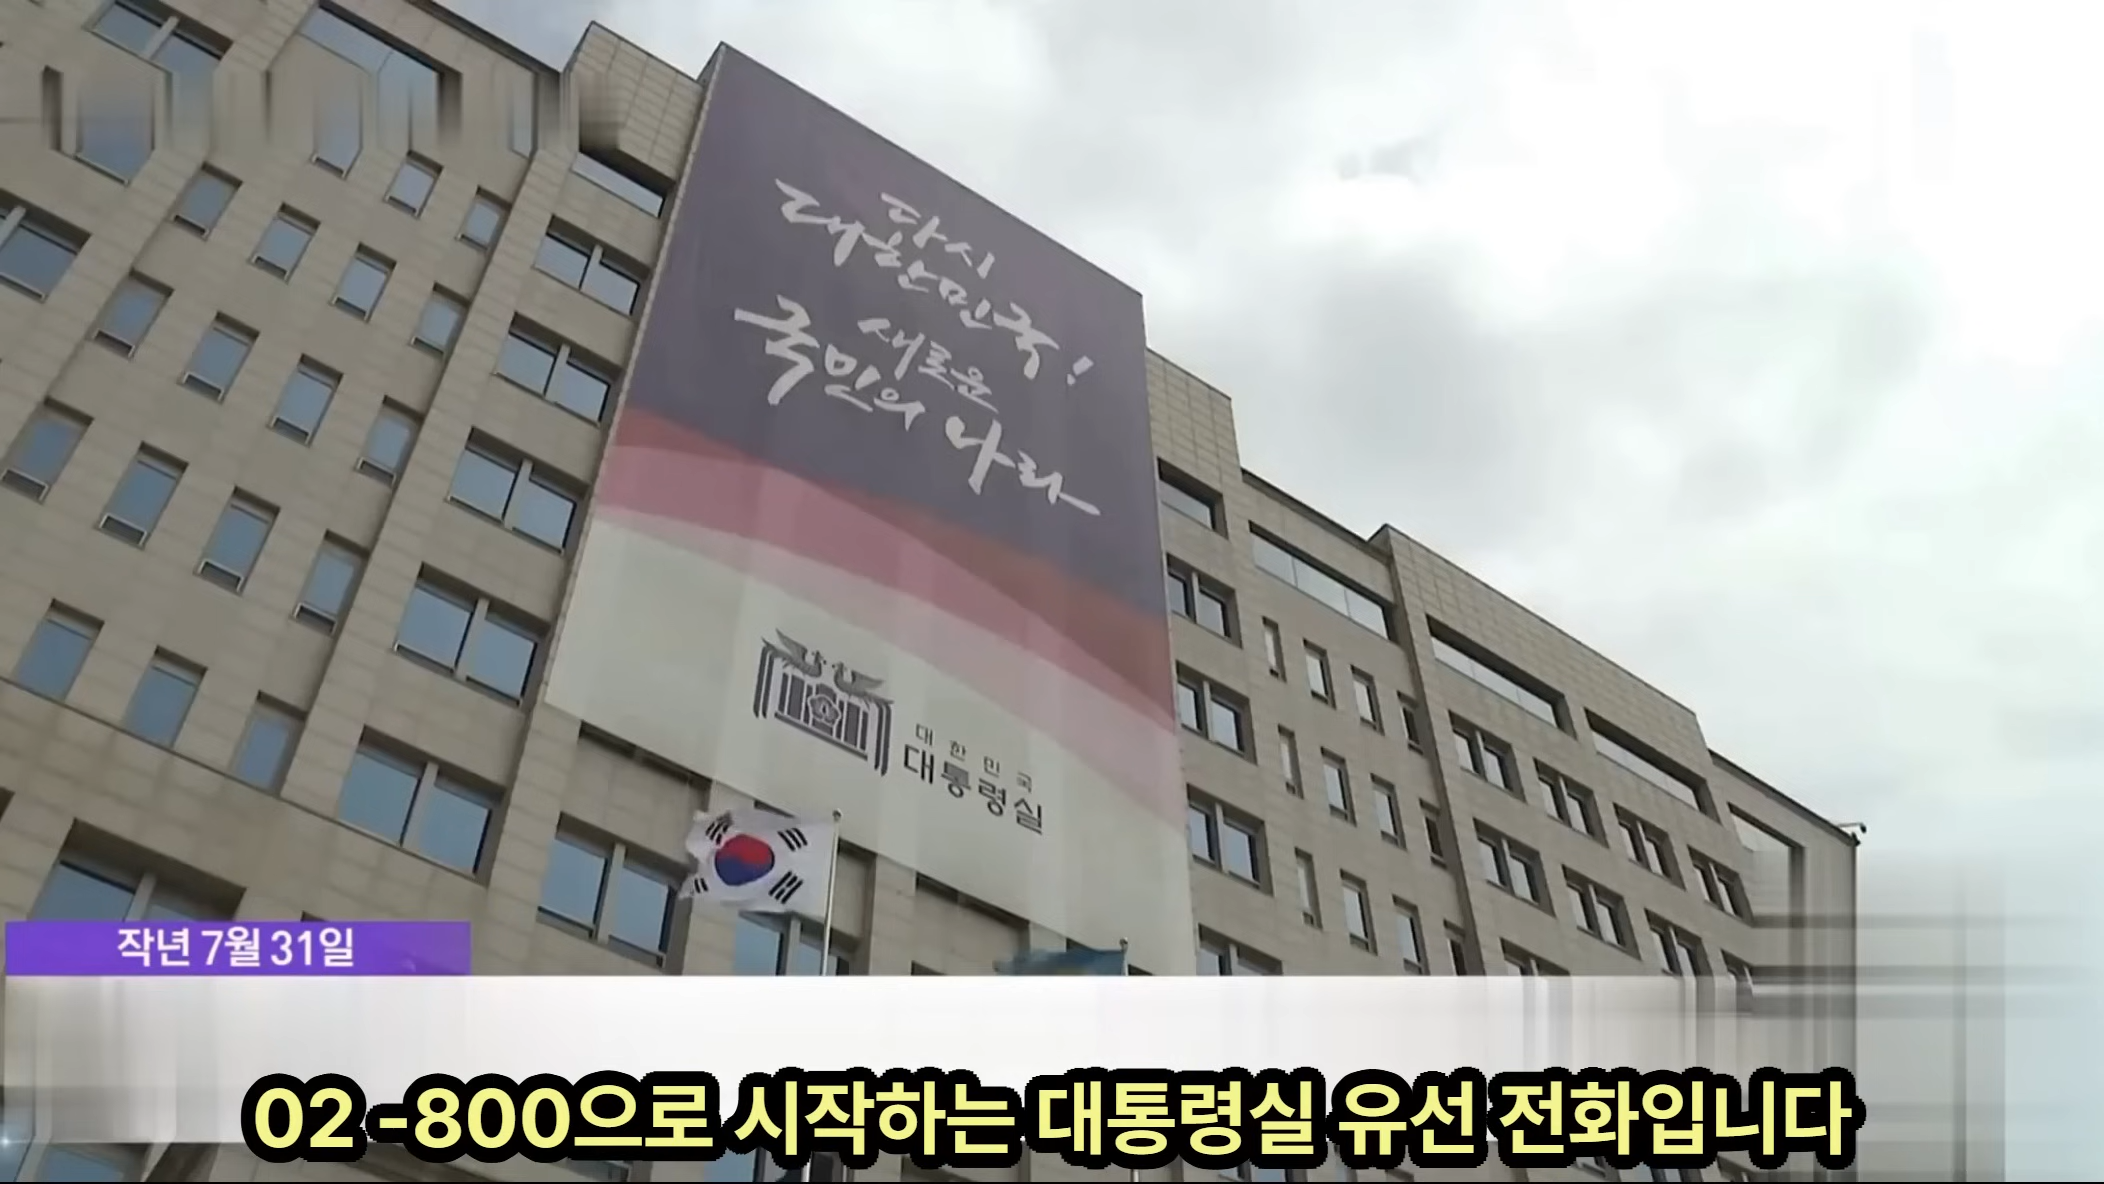 다시
대한민국!
새로운
국민의 나라
대한민국
대통령실
작년 7월 31일
02 -800으로 시작하는 대통령실 유선 전화입니다